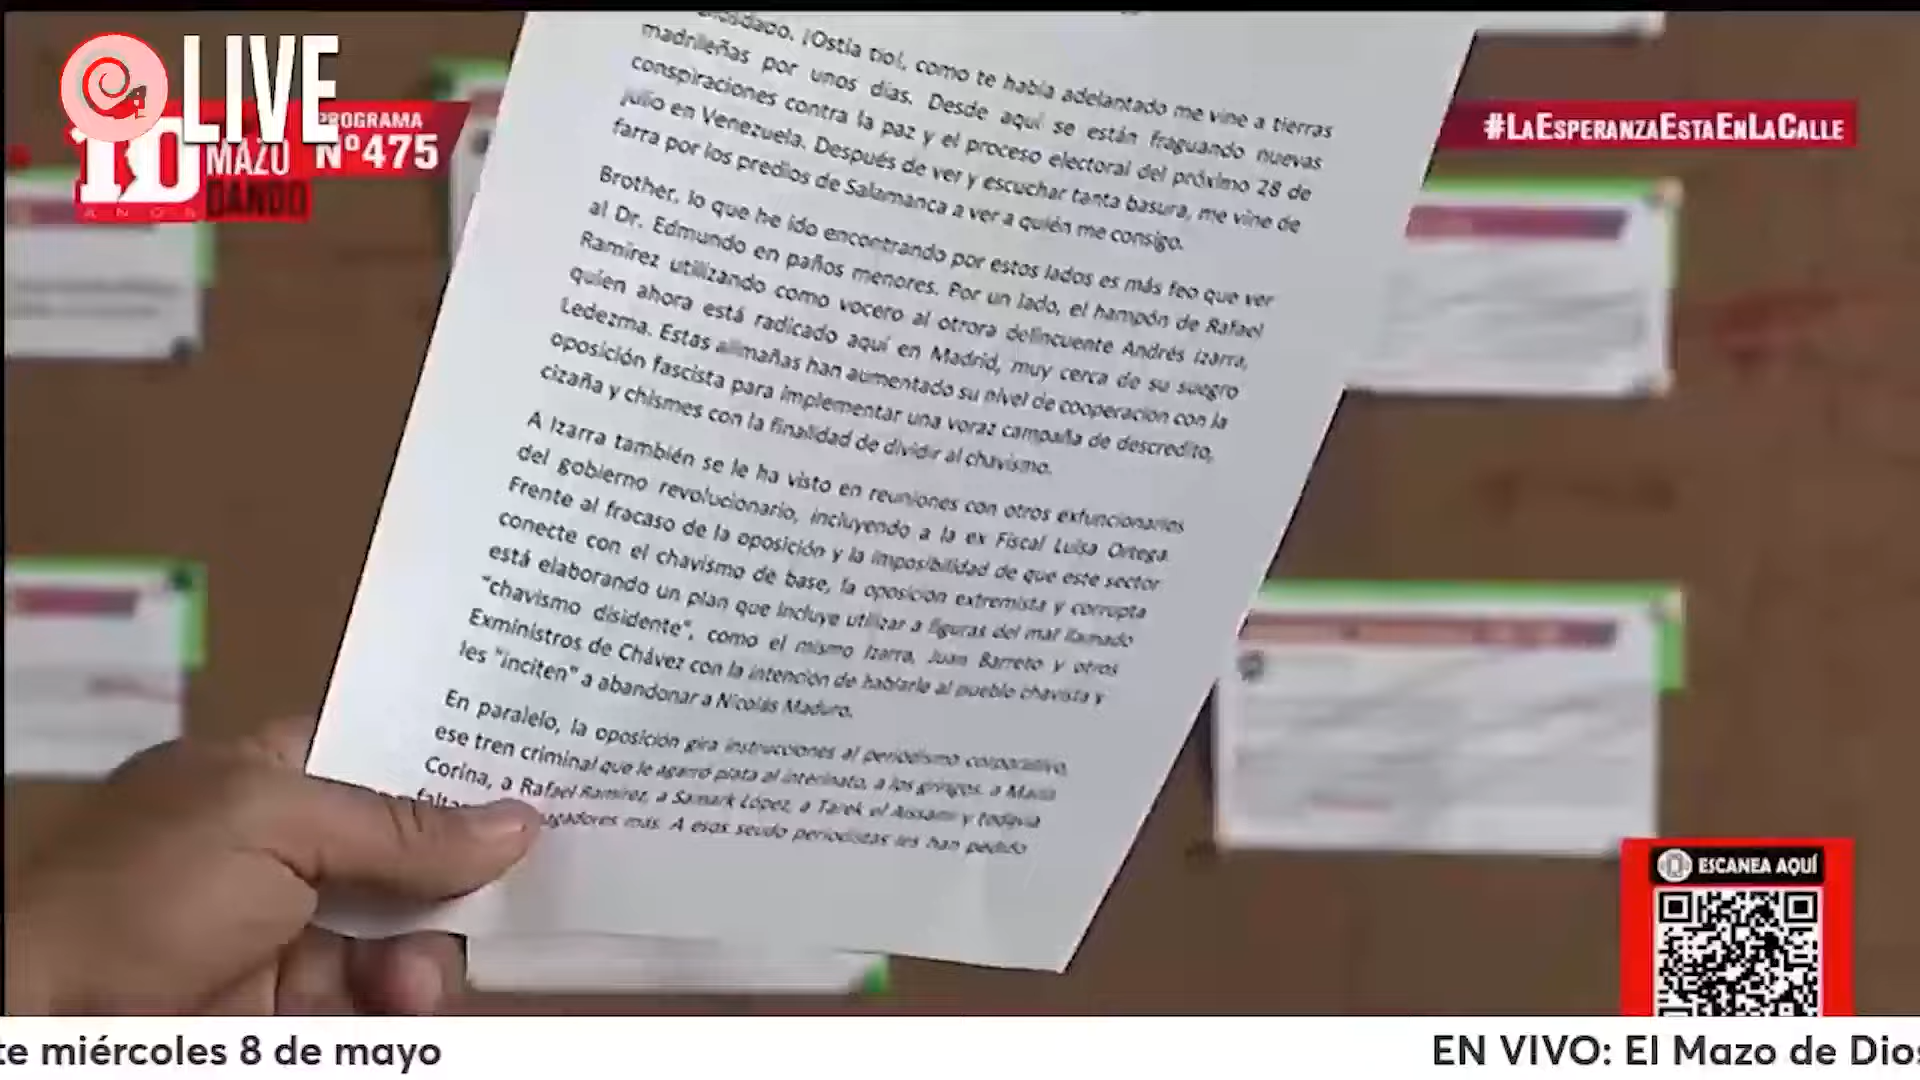 LIVE
10
AÑOS
MAZO
DANDO
PROGRAMA
Nº475
#LaEsperanzaEstaEnLaCalle
¡Ostia tio!, como te había adelantado me vine a tierras
madrileñas por unos días. Desde aquí se están fraguando nuevas
conspiraciones contra la paz y el proceso electoral del próximo 28 de
julio en Venezuela. Después de ver y escuchar tanta basura, me vine de
farra por los predios de Salamanca a ver a quién me consigo.
Brother, lo que he ido encontrando por estos lados es más feo que ver
al Dr. Edmundo en paños menores. Por un lado, el hampón de Rafael
Ramírez utilizando como vocero al otrora delincuente Andrés Izarra,
quien ahora está radicado aquí en Madrid, muy cerca de su suegro
Ledezma. Estas alimañas han aumentado su nivel de cooperación con la
oposición fascista para implementar una voraz campaña de descredito,
cizaña y chismes con la finalidad de dividir al chavismo.
A Izarra también se le ha visto en reuniones con otros exfuncionarios
del gobierno revolucionario, incluyendo a la ex Fiscal Luisa Ortega.
Frente al fracaso de la oposición y la imposibilidad de que este sector
conecte con el chavismo de base, la oposición extremista y corrupta
está elaborando un plan que incluye utilizar a figuras del mal llamado
"chavismo disidente", como el mismo Izarra, Juan Barreto y otros
Exministros de Chávez con la intención de hablarle al pueblo chavista y
les "inciten" a abandonar a Nicolás Maduro.
En paralelo, la oposición gira instrucciones al periodismo corporativo,
ese tren criminal que le agarró plata al interinato, a los gringos, a María
Corina, a Rafael Ramírez, a Samark López, a Tarek el Aissami y todavía
más. A esos seudo periodistas les han pedido
ESCANEA AQUÍ
te miércoles 8 de mayo
EN VIVO: El Mazo de Dios